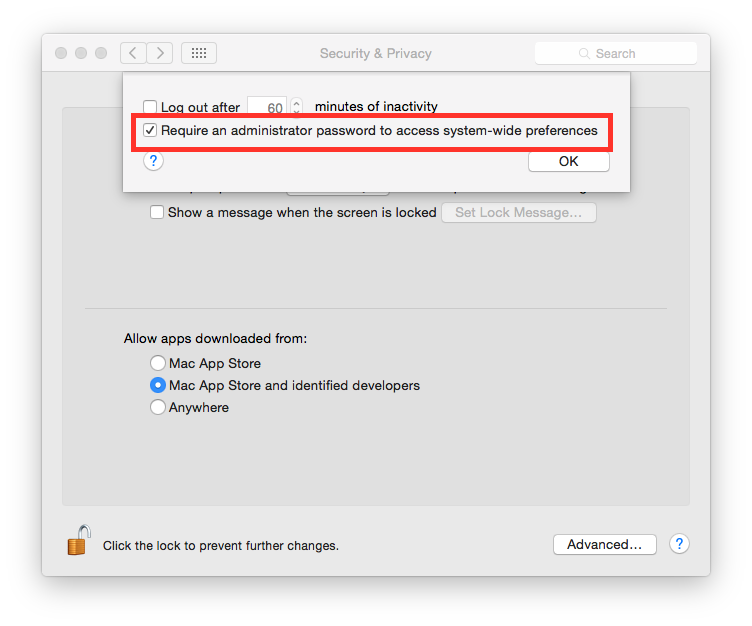 Security & Privacy
Search
Log out after 60 minutes of inactivity
Require an administrator password to access system-wide preferences
?
OK
Show a message when the screen is locked Set Lock Message...
Allow apps downloaded from:
Mac App Store
Mac App Store and identified developers
Anywhere
Click the lock to prevent further changes.
Advanced...
?